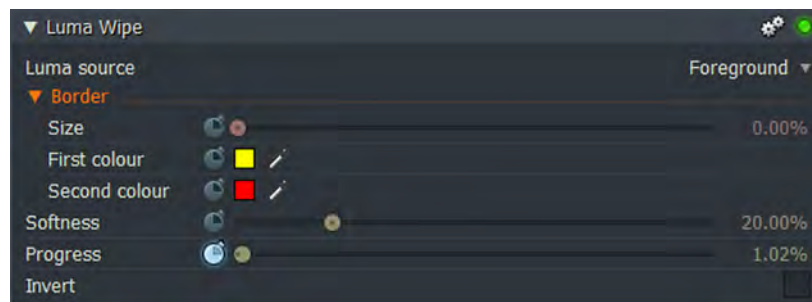 Luma Wipe
Luma source Foreground
Border
Size 0.00%
First colour
Second colour
Softness 20.00%
Progress 1.02%
Invert